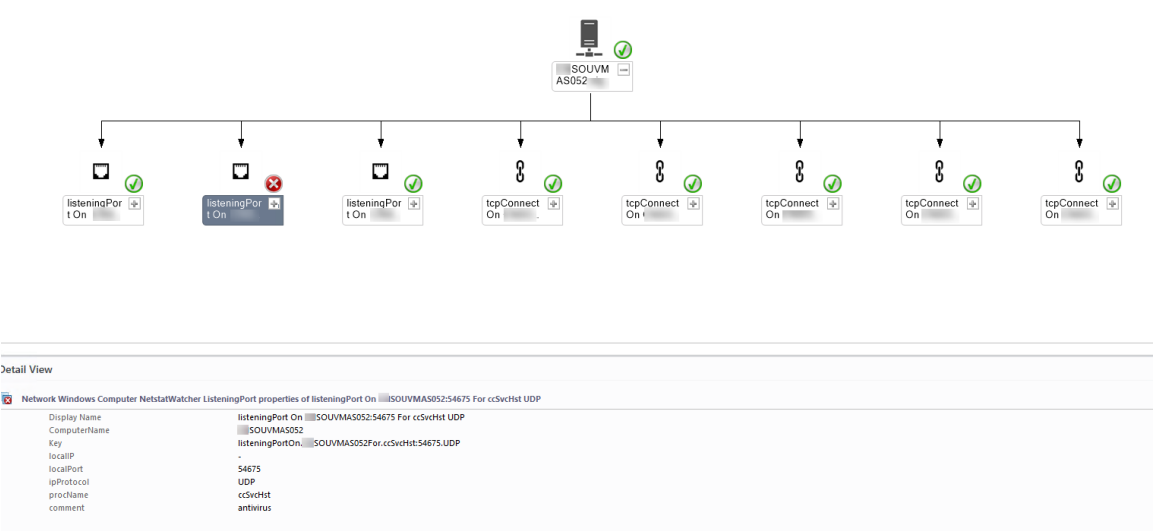 SOUVM
AS052
listeningPor
t On
listeningPor
t On
listeningPor
t On
tcpConnect
On
tcpConnect
On
tcpConnect
On
tcpConnect
On
tcpConnect
On
Detail View
Network Windows Computer NetstatWatcher ListeningPort properties of listeningPort On SOUVMAS052:54675 For ccSvcHst UDP
Display Name listeningPort On SOUVMAS052:54675 For ccSvcHst UDP
ComputerName SOUVMAS052
Key listeningPortOn. SOUVMAS052For.ccSvcHst:54675.UDP
localIP -
localPort 54675
ipProtocol UDP
procName ccSvcHst
comment antivirus